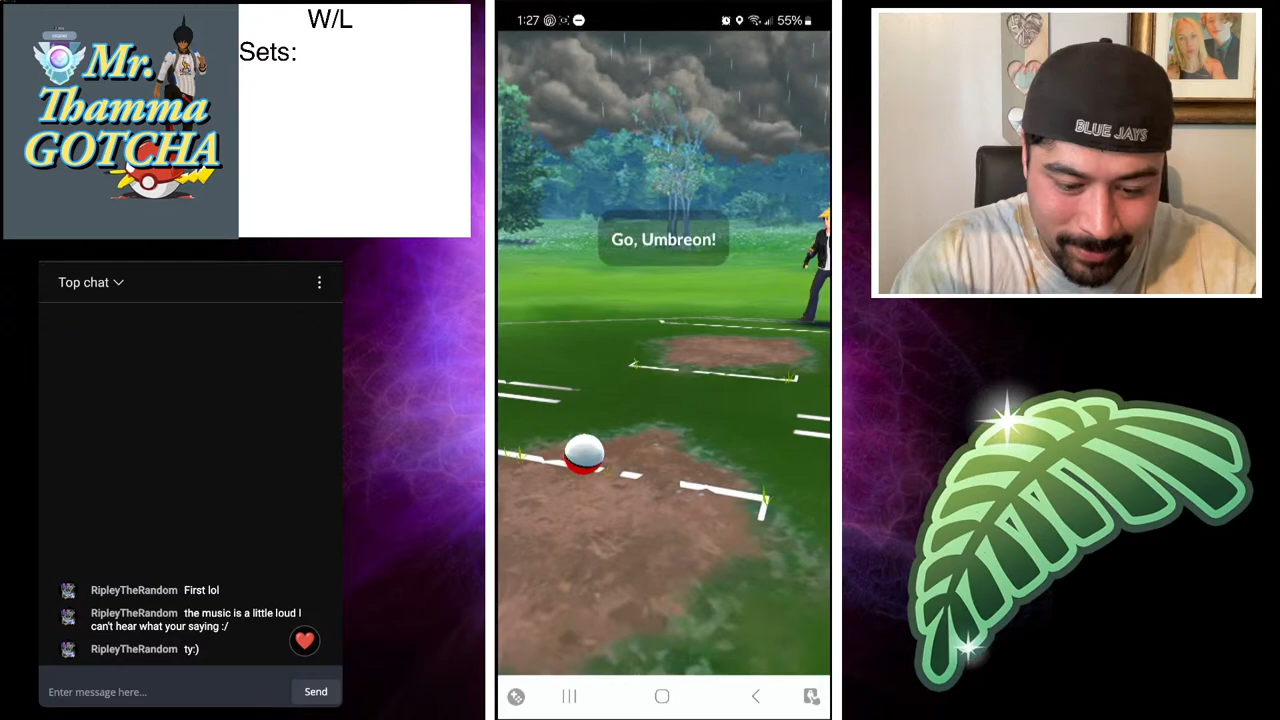 Mr.
Thamma
GOTCHA
W/L
Sets:
1:27
55%
Go, Umbreon!
BLUE JAYS
Top chat
RipleyTheRandom First lol
RipleyTheRandom the music is a little loud I
can't hear what your saying :/
RipleyTheRandom ty:)
Enter message here...
Send